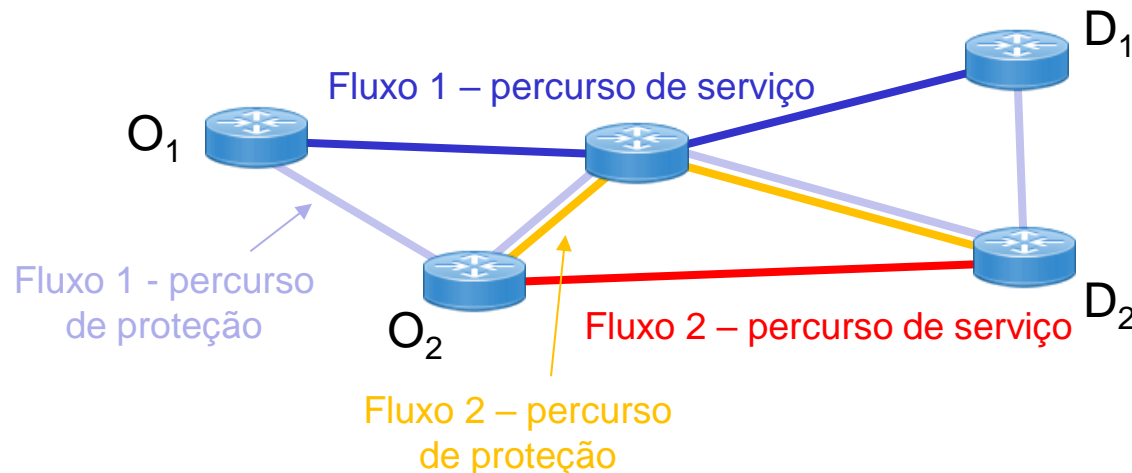 D₁
Fluxo 1 – percurso de serviço
O₁
Fluxo 1 - percurso
de proteção
O₂
D₂
Fluxo 2 – percurso de serviço
Fluxo 2 – percurso
de proteção